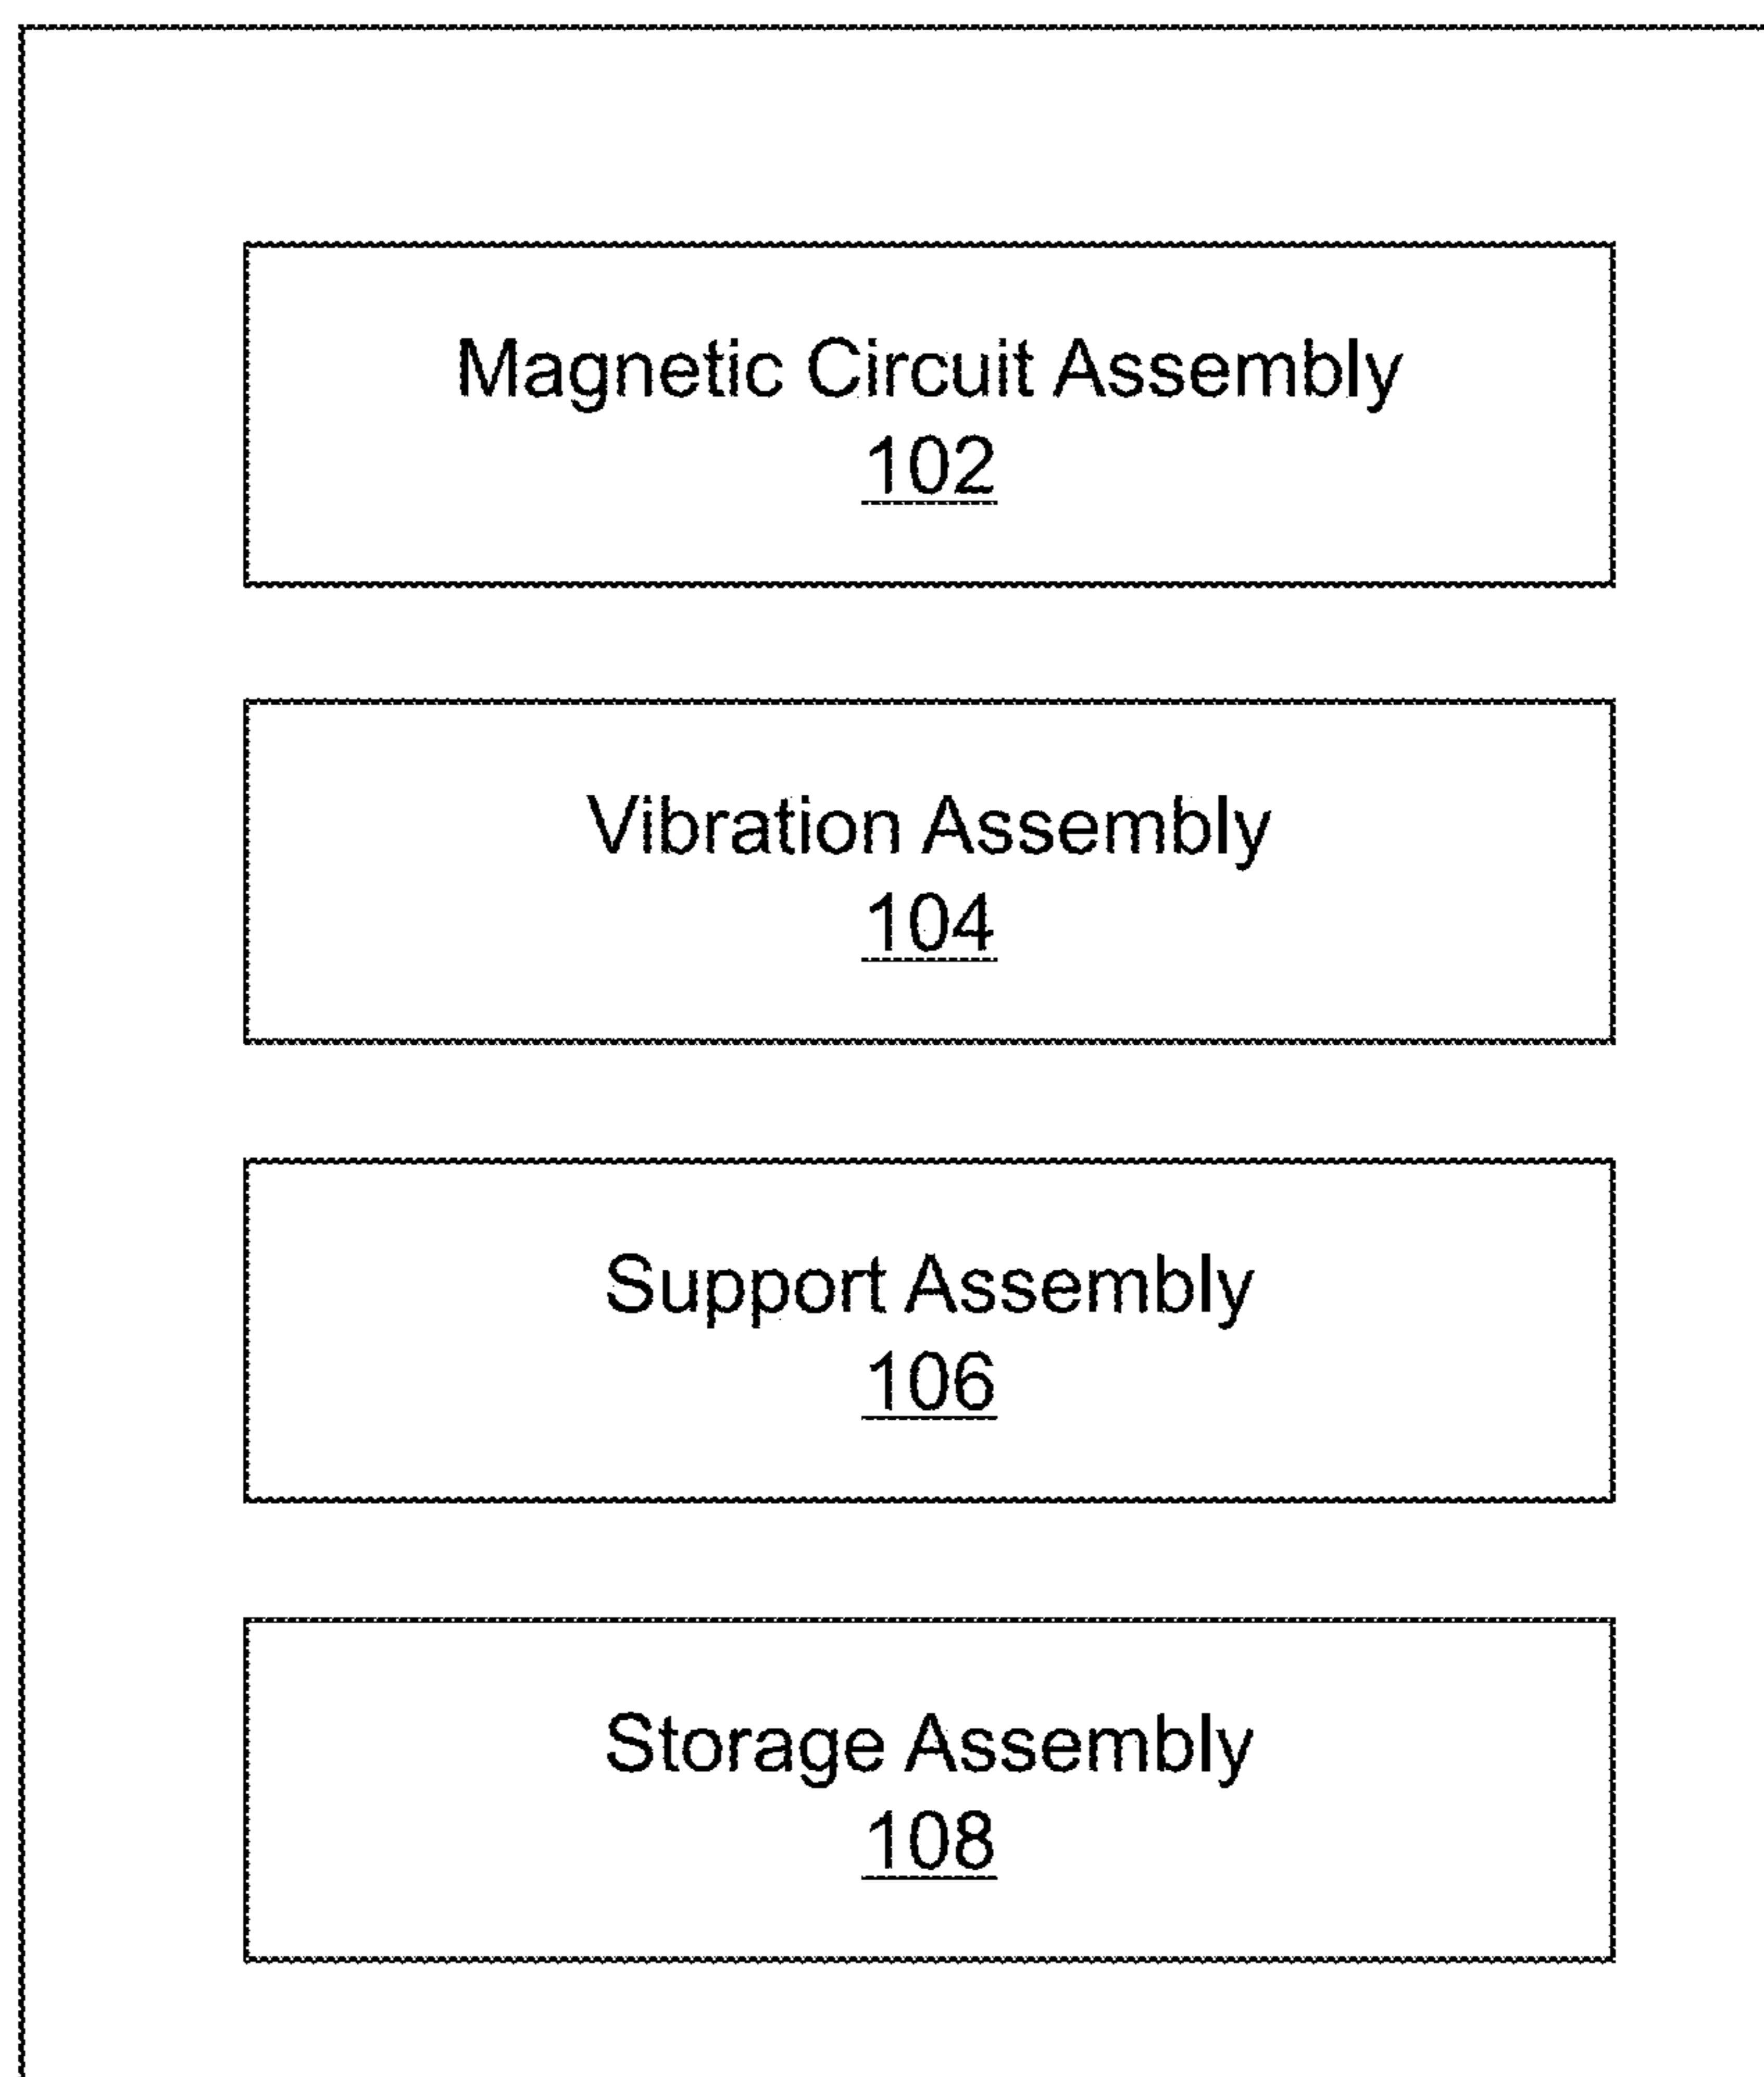 Magnetic Circuit Assembly
102
Vibration Assembly
104
Support Assembly
106
Storage Assembly
108